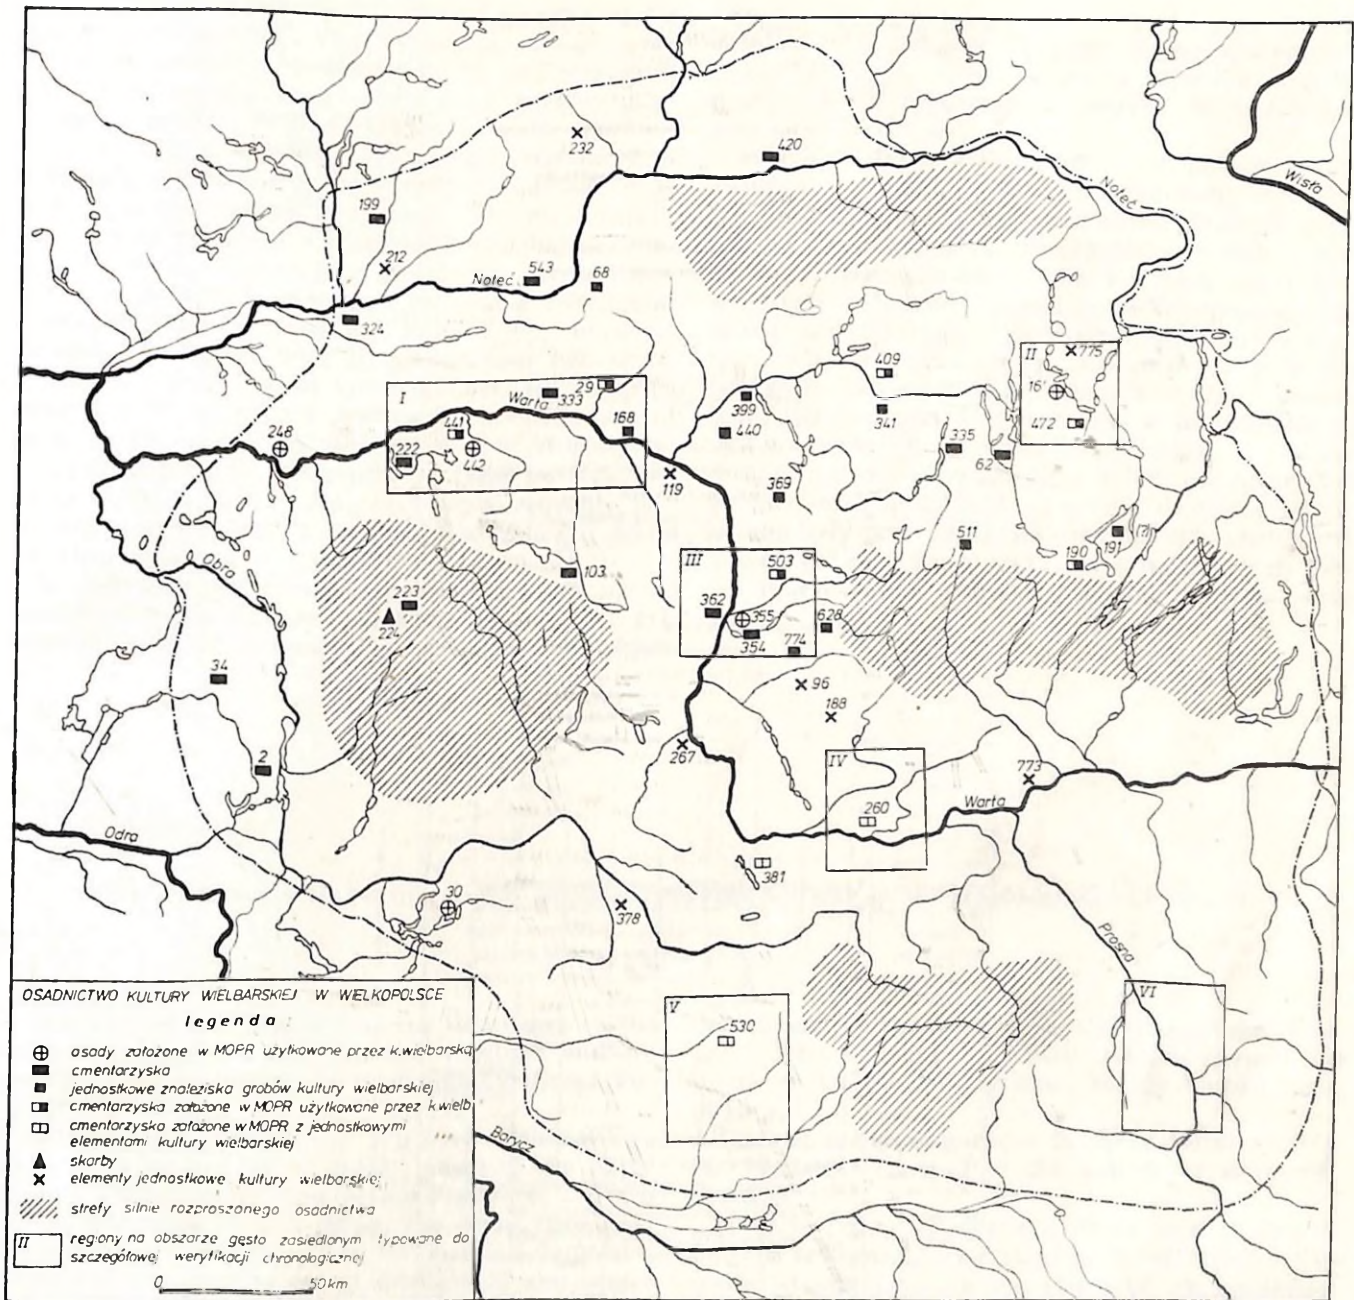 232
420
Noteć
Wisła
199
212
543
Noteć
68
324
II
775
16
472
409
I
29
333
Warta
168
399
341
440
335
62
441
248
222
442
119
369
511
191
(?)
190
Obra
103
III
503
362
355
628
354
774
223
224
34
96
188
267
IV
773
2
Warta
260
Odra
381
30
378
Prosna
V
530
VI
Barycz
OSADNICTWO KULTURY WIELBARSKIEJ W WIELKOPOLSCE
legenda
osady założone w MOPR użytkowane przez k.wielbarską
cmentarzyska
jednostkowe znaleziska grobów kultury wielbarskiej
cmentarzyska założone w MOPR użytkowane przez k.wielb
cmentarzyska założone w MOPR z jednostkowymi
elementami kultury wielbarskiej
skarby
elementy jednostkowe kultury wielbarskiej
strefy silnie rozproszonego osadnictwa
II
regiony na obszarze gęsto zasiedlonym typowane do
szczegółowej weryfikacji chronologicznej
0 50km